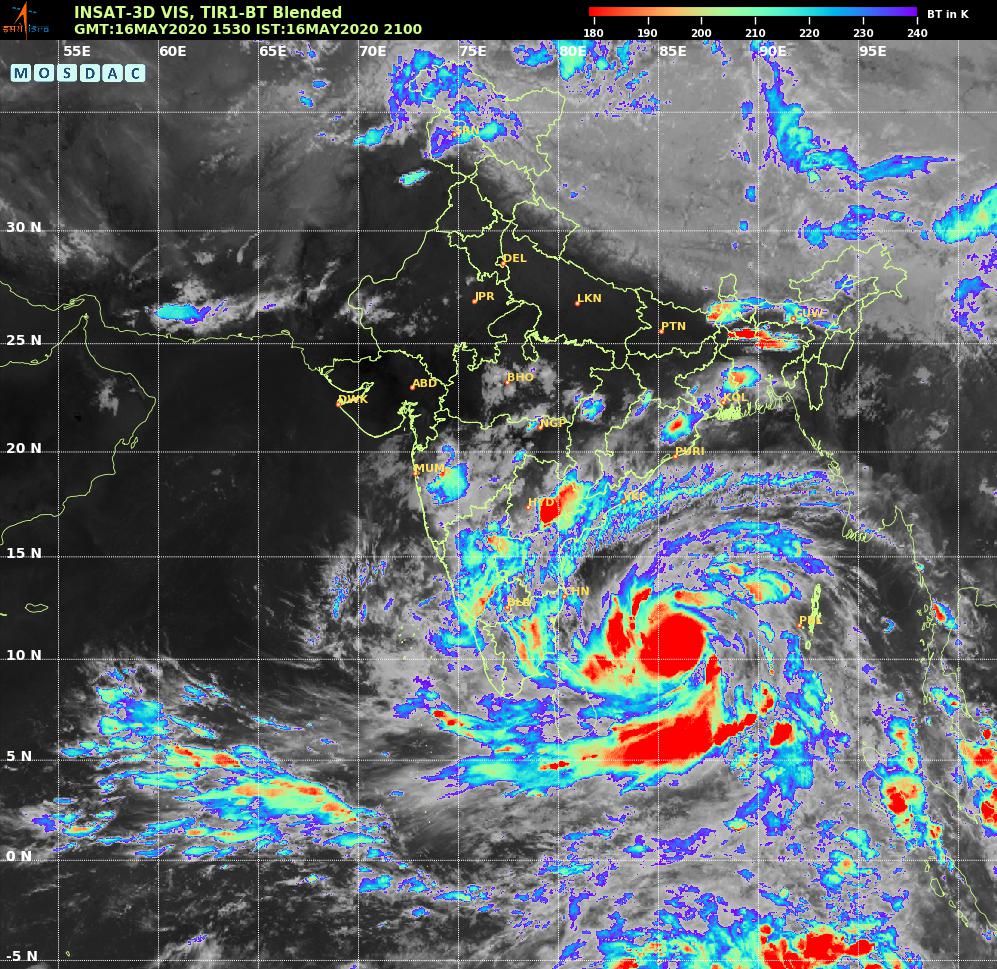 INSAT-3D VIS, TIR1-BT Blended
GMT:16MAY2020 1530 IST:16MAY2020 2100
BT in K
180 190 200 210 220 230 240
55E 60E 65E 70E 75E 80E 85E 90E 95E
MOSDAC
SRN
30 N
DEL
JPR
LKN
GUW
PTN
25 N
BHO
ABD
DWK
KOL
NGP
20 N
PURI
MUM
HYD
15 N
CHN
BLR
PBL
10 N
5 N
0 N
-5 N